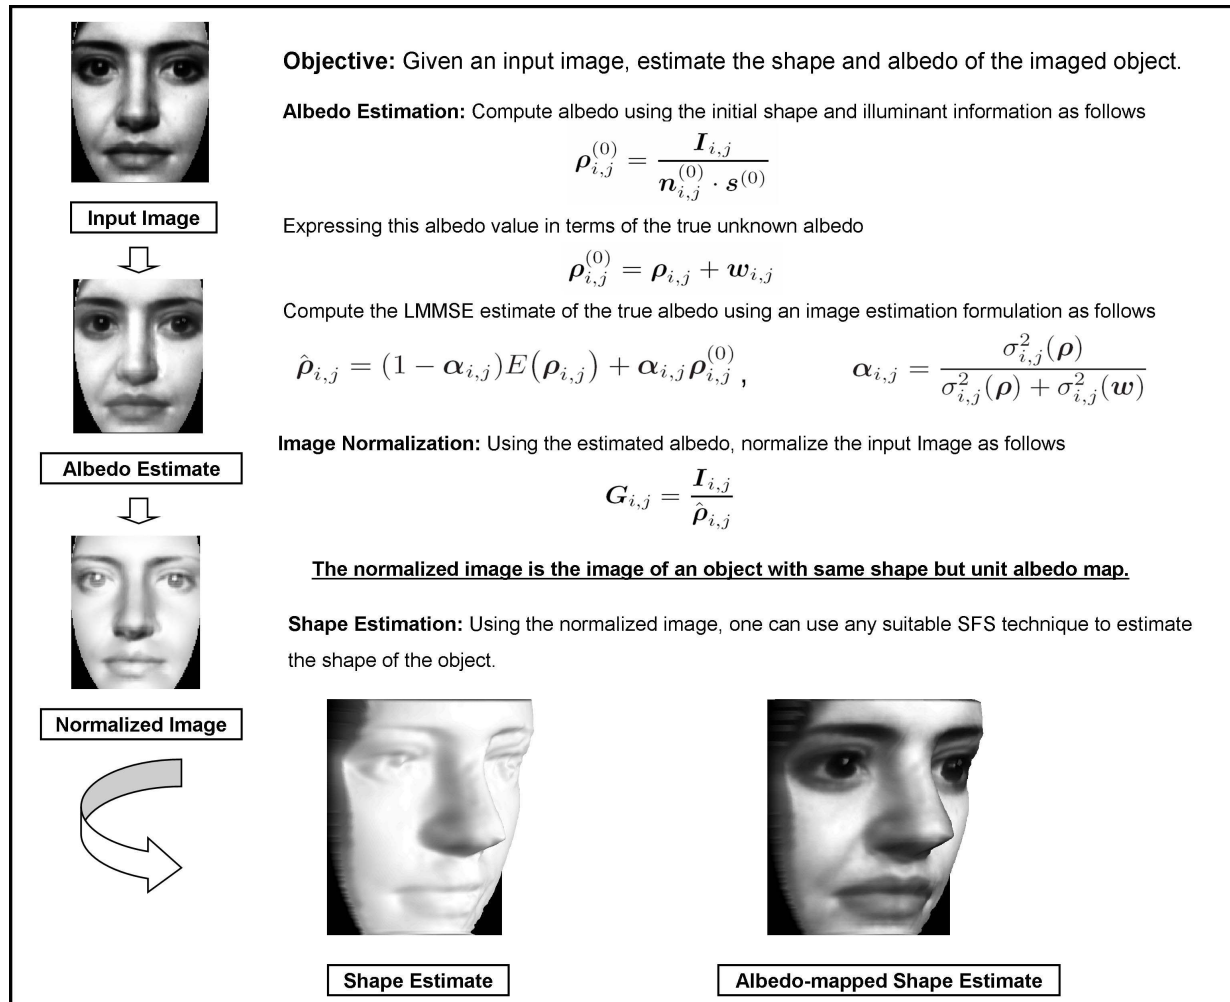 Objective: Given an input image, estimate the shape and albedo of the imaged object.
Albedo Estimation: Compute albedo using the initial shape and illuminant information as follows
ρ_{i,j}^{(0)} = I_{i,j} / (n_{i,j}^{(0)} · s^{(0)})
Input Image
Expressing this albedo value in terms of the true unknown albedo
ρ_{i,j}^{(0)} = ρ_{i,j} + w_{i,j}
Compute the LMMSE estimate of the true albedo using an image estimation formulation as follows
ρ̂_{i,j} = (1 − α_{i,j})E(ρ_{i,j}) + α_{i,j}ρ_{i,j}^{(0)}, α_{i,j} = σ²_{i,j}(ρ) / (σ²_{i,j}(ρ) + σ²_{i,j}(w))
Image Normalization: Using the estimated albedo, normalize the input Image as follows
Albedo Estimate
G_{i,j} = I_{i,j} / ρ̂_{i,j}
The normalized image is the image of an object with same shape but unit albedo map.
Shape Estimation: Using the normalized image, one can use any suitable SFS technique to estimate
the shape of the object.
Normalized Image
Shape Estimate
Albedo-mapped Shape Estimate